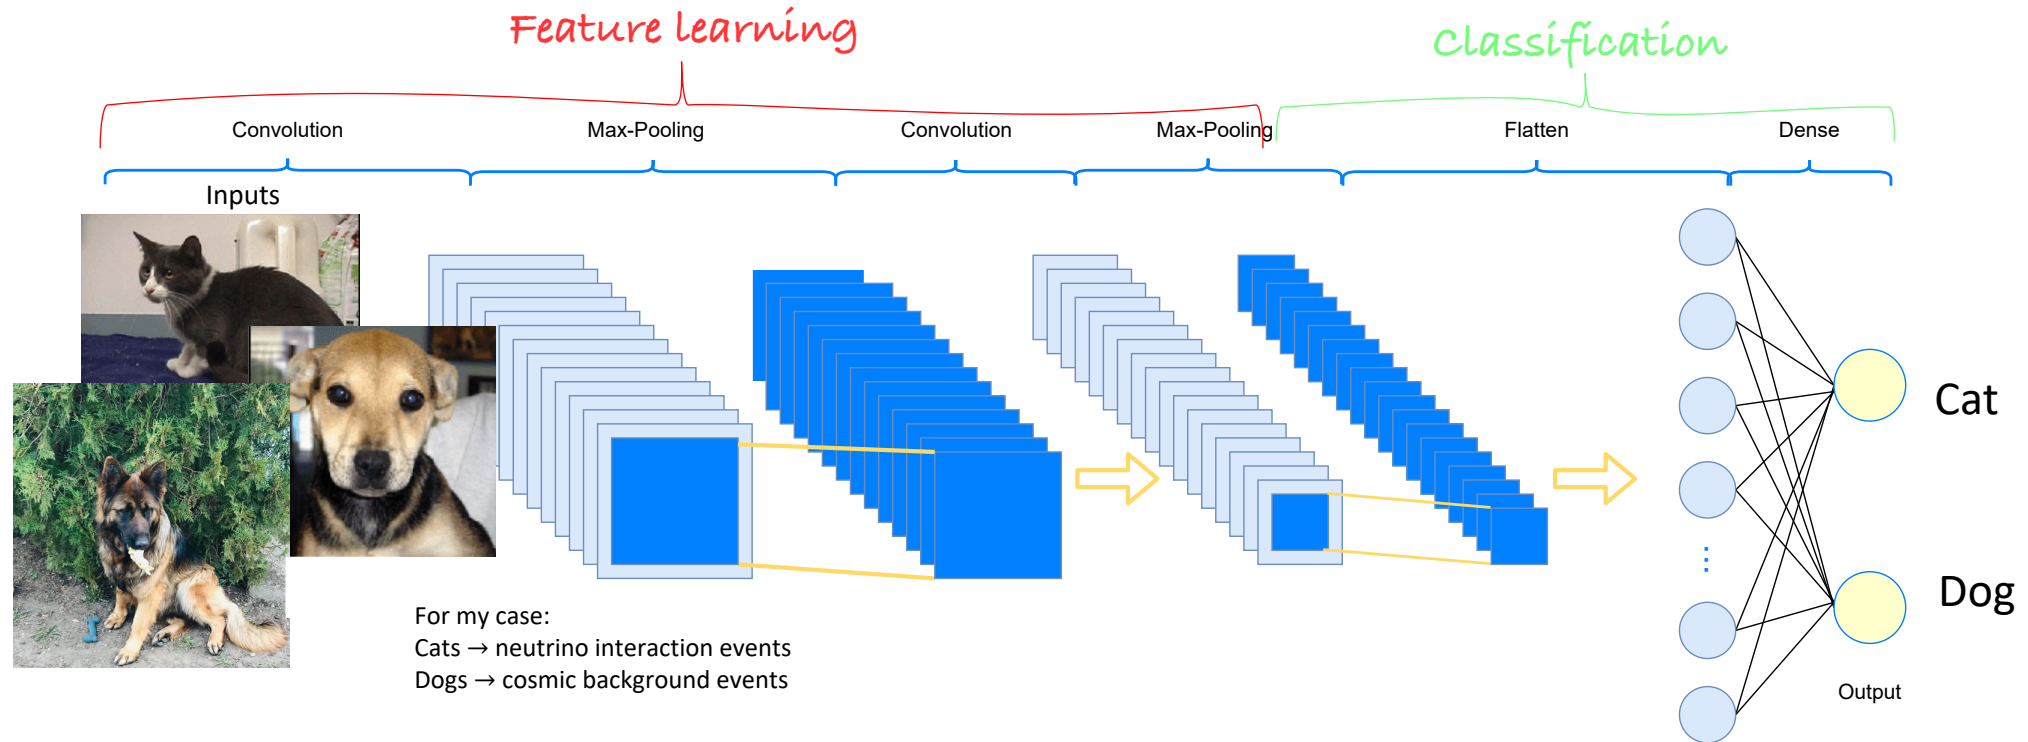 Feature learning
Classification
Convolution
Max-Pooling
Convolution
Max-Pooling
Flatten
Dense
Inputs
Cat
Dog
For my case:
Cats → neutrino interaction events
Dogs → cosmic background events
Output